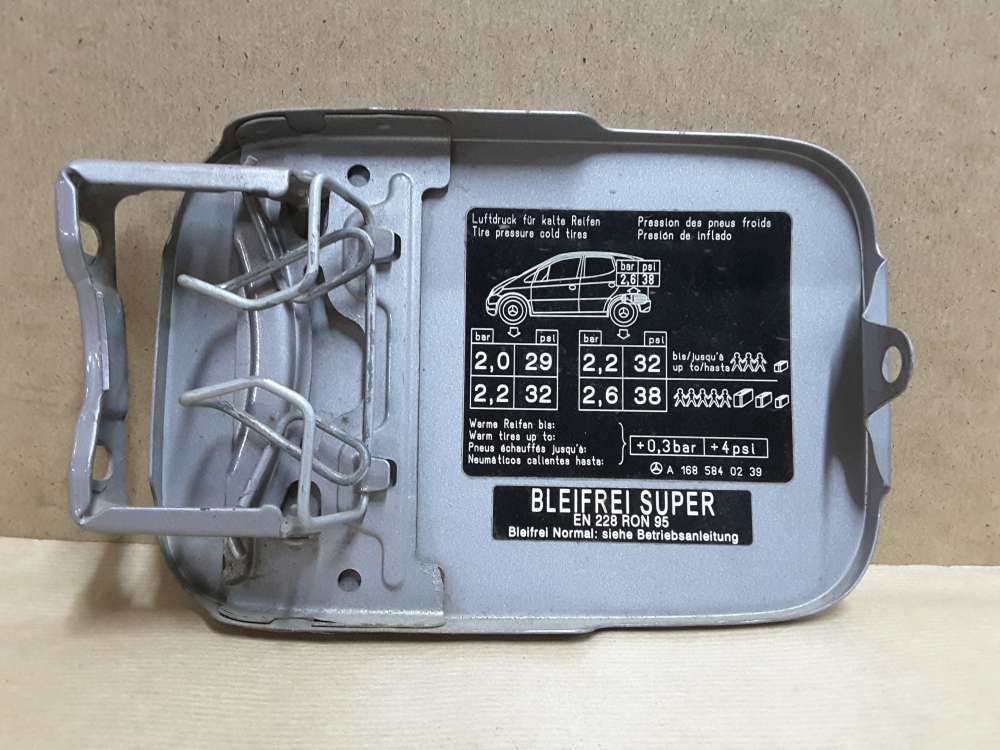 Luftdruck für kalte Reifen Pression des pneus froids
Tire pressure cold tires Presión de inflado
bar psi
2,6 38
bar psi bar psi
2,0 29 2,2 32 bis/jusqu'à
up to/hasta
2,2 32 2,6 38
Warme Reifen bis:
Warm tires up to:
Pneus échauffés jusqu'à:
Neumáticos calientes hasta:
+0,3bar +4psi
A 168 584 02 39
BLEIFREI SUPER
EN 228 RON 95
Bleifrei Normal: siehe Betriebsanleitung